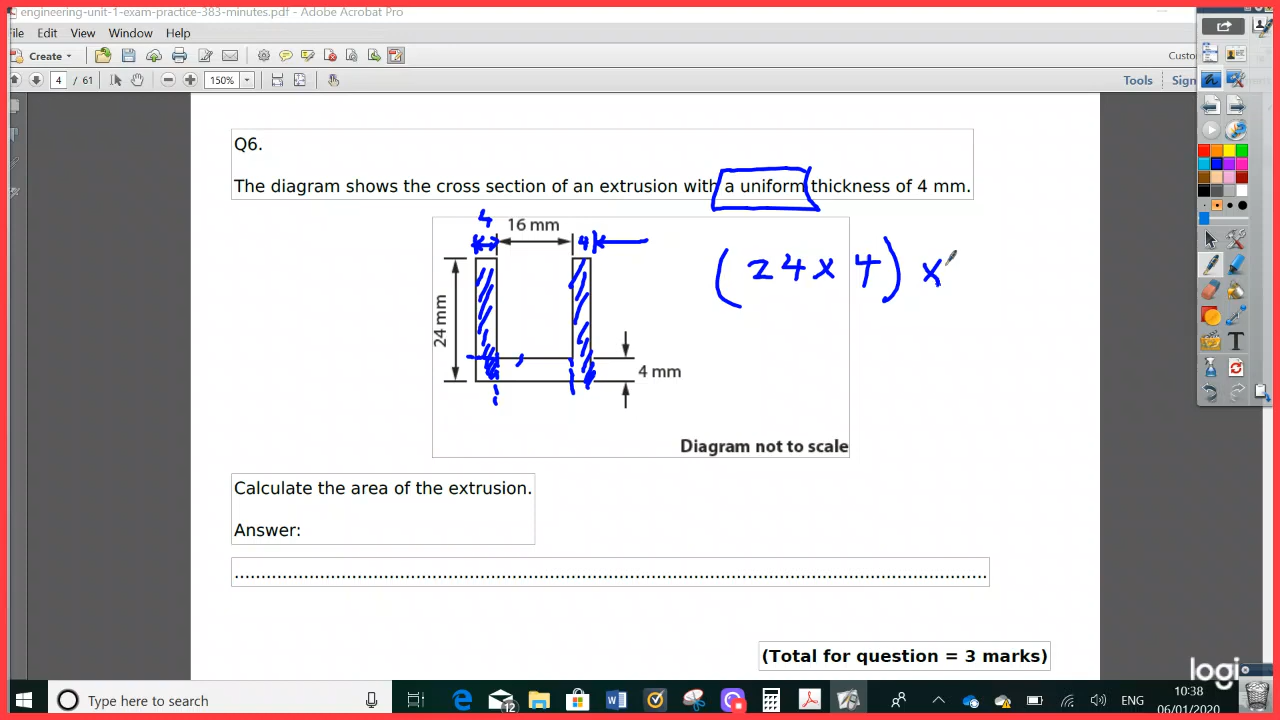 engineering-unit-1-exam-practice-383-minutes.pdf - Adobe Acrobat Pro
File Edit View Window Help
Create Custo
4 / 61 150% Tools Sign
Q6.
The diagram shows the cross section of an extrusion with a uniform thickness of 4 mm.
4 16 mm 4
(24 x 4) x
24 mm
4 mm
Diagram not to scale
Calculate the area of the extrusion.
Answer:
(Total for question = 3 marks)
logi
Type here to search 12 ENG 10:38
06/01/2020